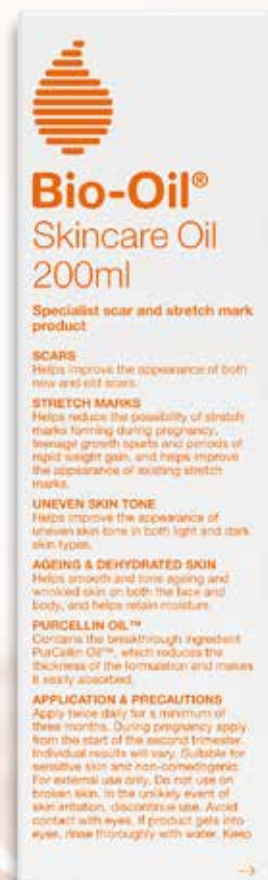 Bio-Oil®
Skincare Oil
200ml
Specialist scar and stretch mark
product
SCARS
Helps improve the appearance of both
new and old scars.
STRETCH MARKS
Helps reduce the possibility of stretch
marks forming during pregnancy,
teenage growth spurts and periods of
rapid weight gain, and helps improve
the appearance of existing stretch
marks.
UNEVEN SKIN TONE
Helps improve the appearance of
uneven skin tone in both light and dark
skin types.
AGEING & DEHYDRATED SKIN
Helps smooth and tone ageing and
wrinkled skin on both the face and
body, and helps retain moisture.
PURCELLIN OIL™
Contains the breakthrough ingredient
PurCellin Oil™, which reduces the
thickness of the formulation and makes
it easily absorbed.
APPLICATION & PRECAUTIONS
Apply twice daily for a minimum of
three months. During pregnancy apply
from the start of the second trimester.
Individual results will vary. Suitable for
sensitive skin and non-comedogenic.
For external use only. Do not use on
broken skin. In the unlikely event of
skin irritation, discontinue use. Avoid
contact with eyes. If product gets into
eyes, rinse thoroughly with water. Keep